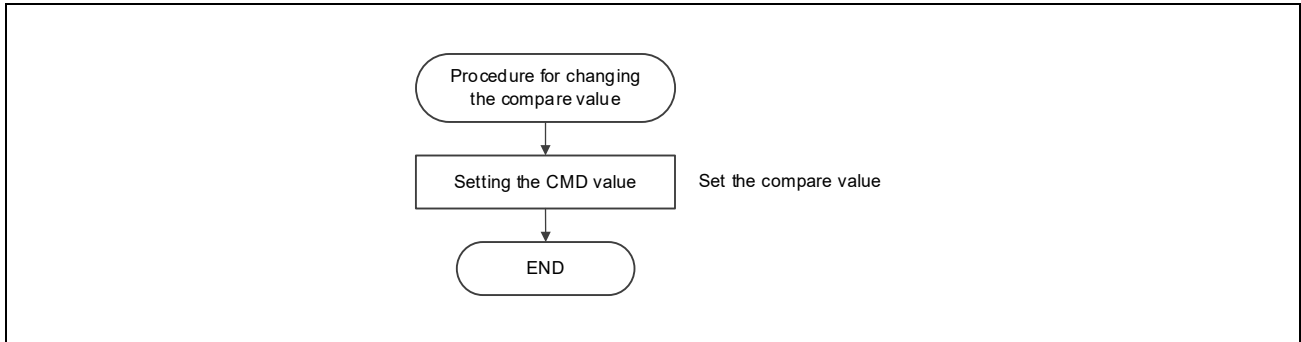 Procedure for changing
the compare value
Setting the CMD value
Set the compare value
END